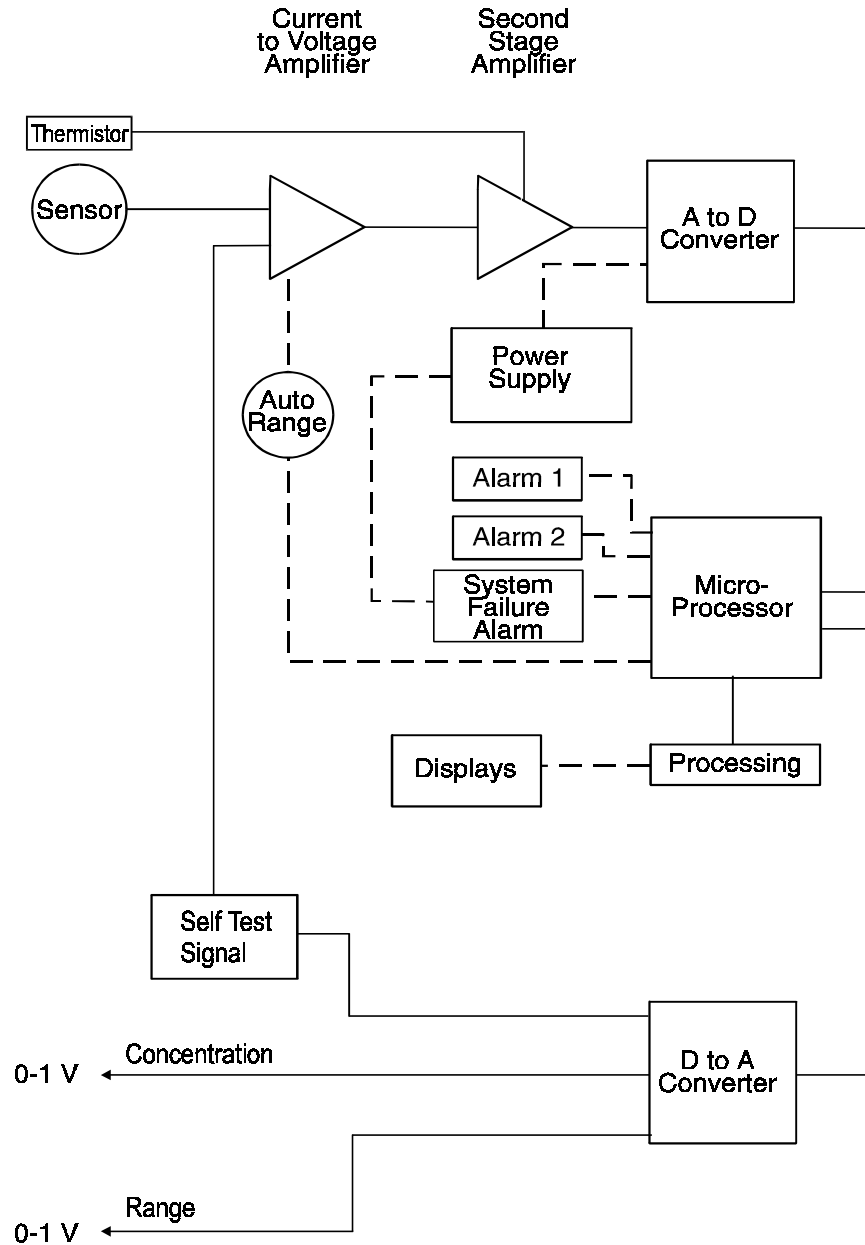 Current
to Voltage
Amplifier
Second
Stage
Amplifier
Thermistor
Sensor
A to D
Converter
Power
Supply
Auto
Range
Alarm 1
Alarm 2
System
Failure
Alarm
Micro-
Processor
Displays
Processing
Self Test
Signal
Concentration
0-1 V
D to A
Converter
Range
0-1 V